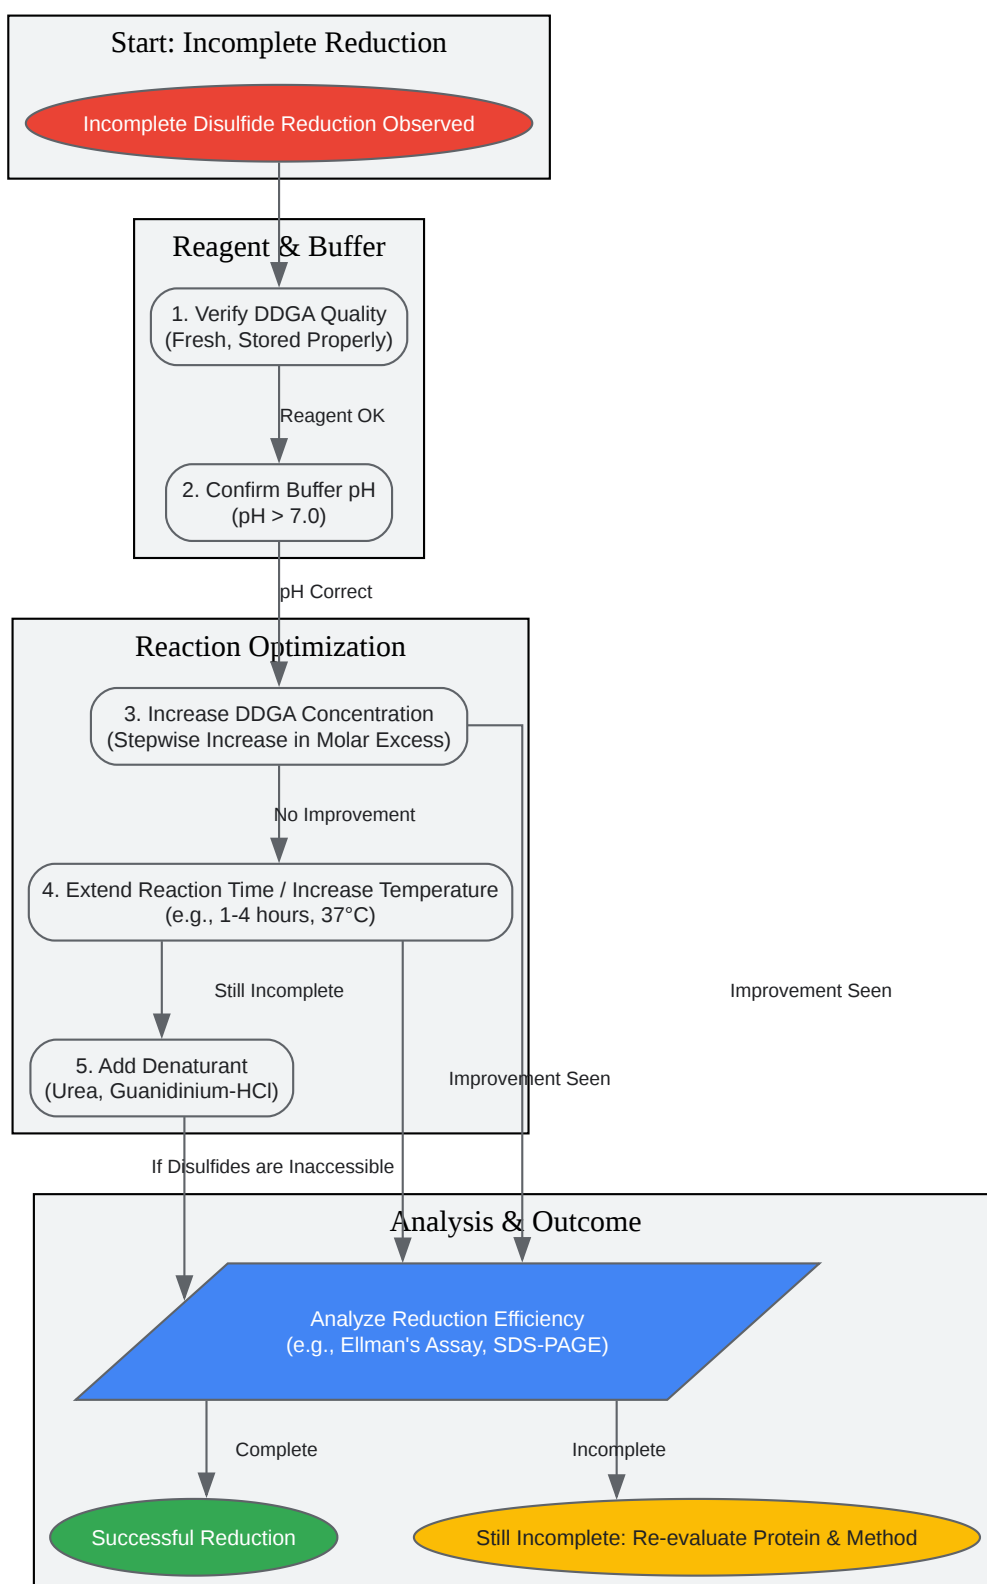 Start: Incomplete Reduction
Incomplete Disulfide Reduction Observed
Reagent & Buffer
1. Verify DDGA Quality
(Fresh, Stored Properly)
Reagent OK
2. Confirm Buffer pH
(pH > 7.0)
pH Correct
Reaction Optimization
3. Increase DDGA Concentration
(Stepwise Increase in Molar Excess)
No Improvement
4. Extend Reaction Time / Increase Temperature
(e.g., 1-4 hours, 37°C)
Still Incomplete
Improvement Seen
5. Add Denaturant
(Urea, Guanidinium-HCl)
Improvement Seen
If Disulfides are Inaccessible
Analysis & Outcome
Analyze Reduction Efficiency
(e.g., Ellman's Assay, SDS-PAGE)
Complete
Incomplete
Successful Reduction
Still Incomplete: Re-evaluate Protein & Method